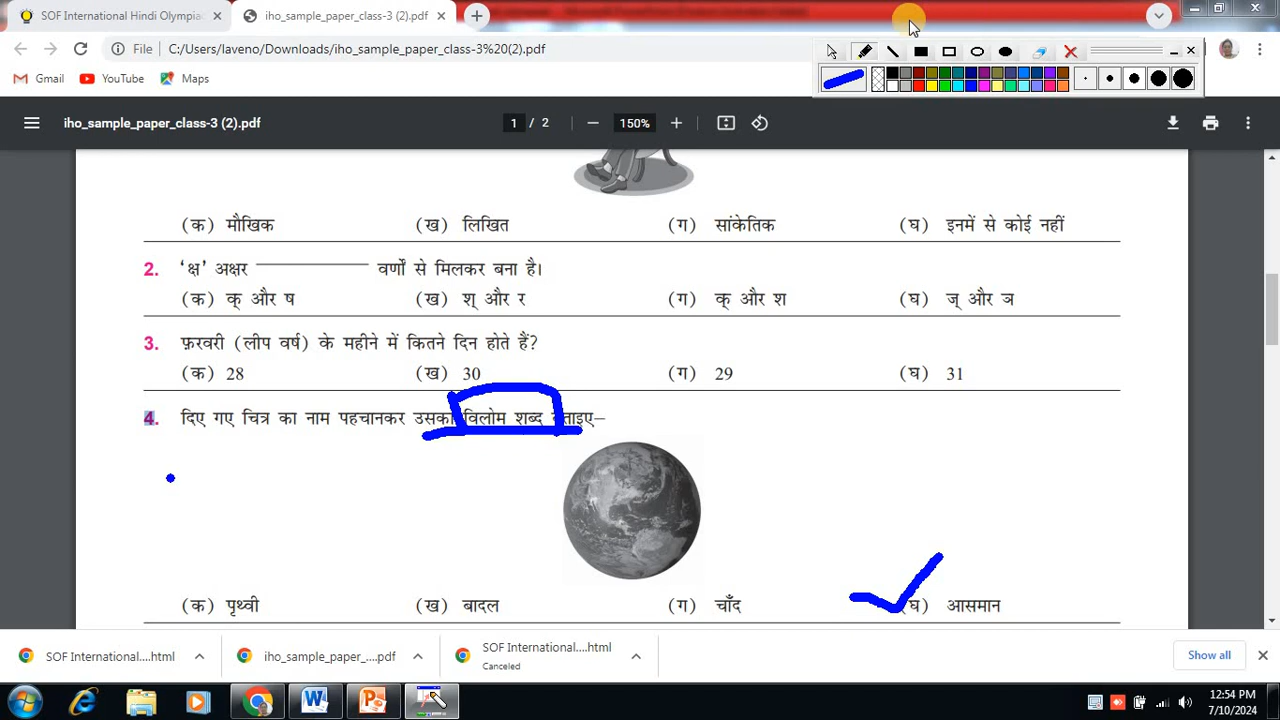 SOF International Hindi Olympia
iho_sample_paper_class-3 (2).pdf
File C:/Users/laveno/Downloads/iho_sample_paper_class-3%20(2).pdf
Gmail YouTube Maps
iho_sample_paper_class-3 (2).pdf 1 / 2 150%
(क) मौखिक (ख) लिखित (ग) सांकेतिक (घ) इनमें से कोई नहीं
2. ‘क्ष’ अक्षर ____________ वर्णों से मिलकर बना है।
(क) क् और ष (ख) श् और र (ग) क् और श (घ) ज् और ञ
3. फ़रवरी (लीप वर्ष) के महीने में कितने दिन होते हैं?
(क) 28 (ख) 30 (ग) 29 (घ) 31
4. दिए गए चित्र का नाम पहचानकर उसका विलोम शब्द बताइए–
(क) पृथ्वी (ख) बादल (ग) चाँद (घ) आसमान
SOF International....html iho_sample_paper_....pdf SOF International....html Show all
Canceled
12:54 PM
7/10/2024